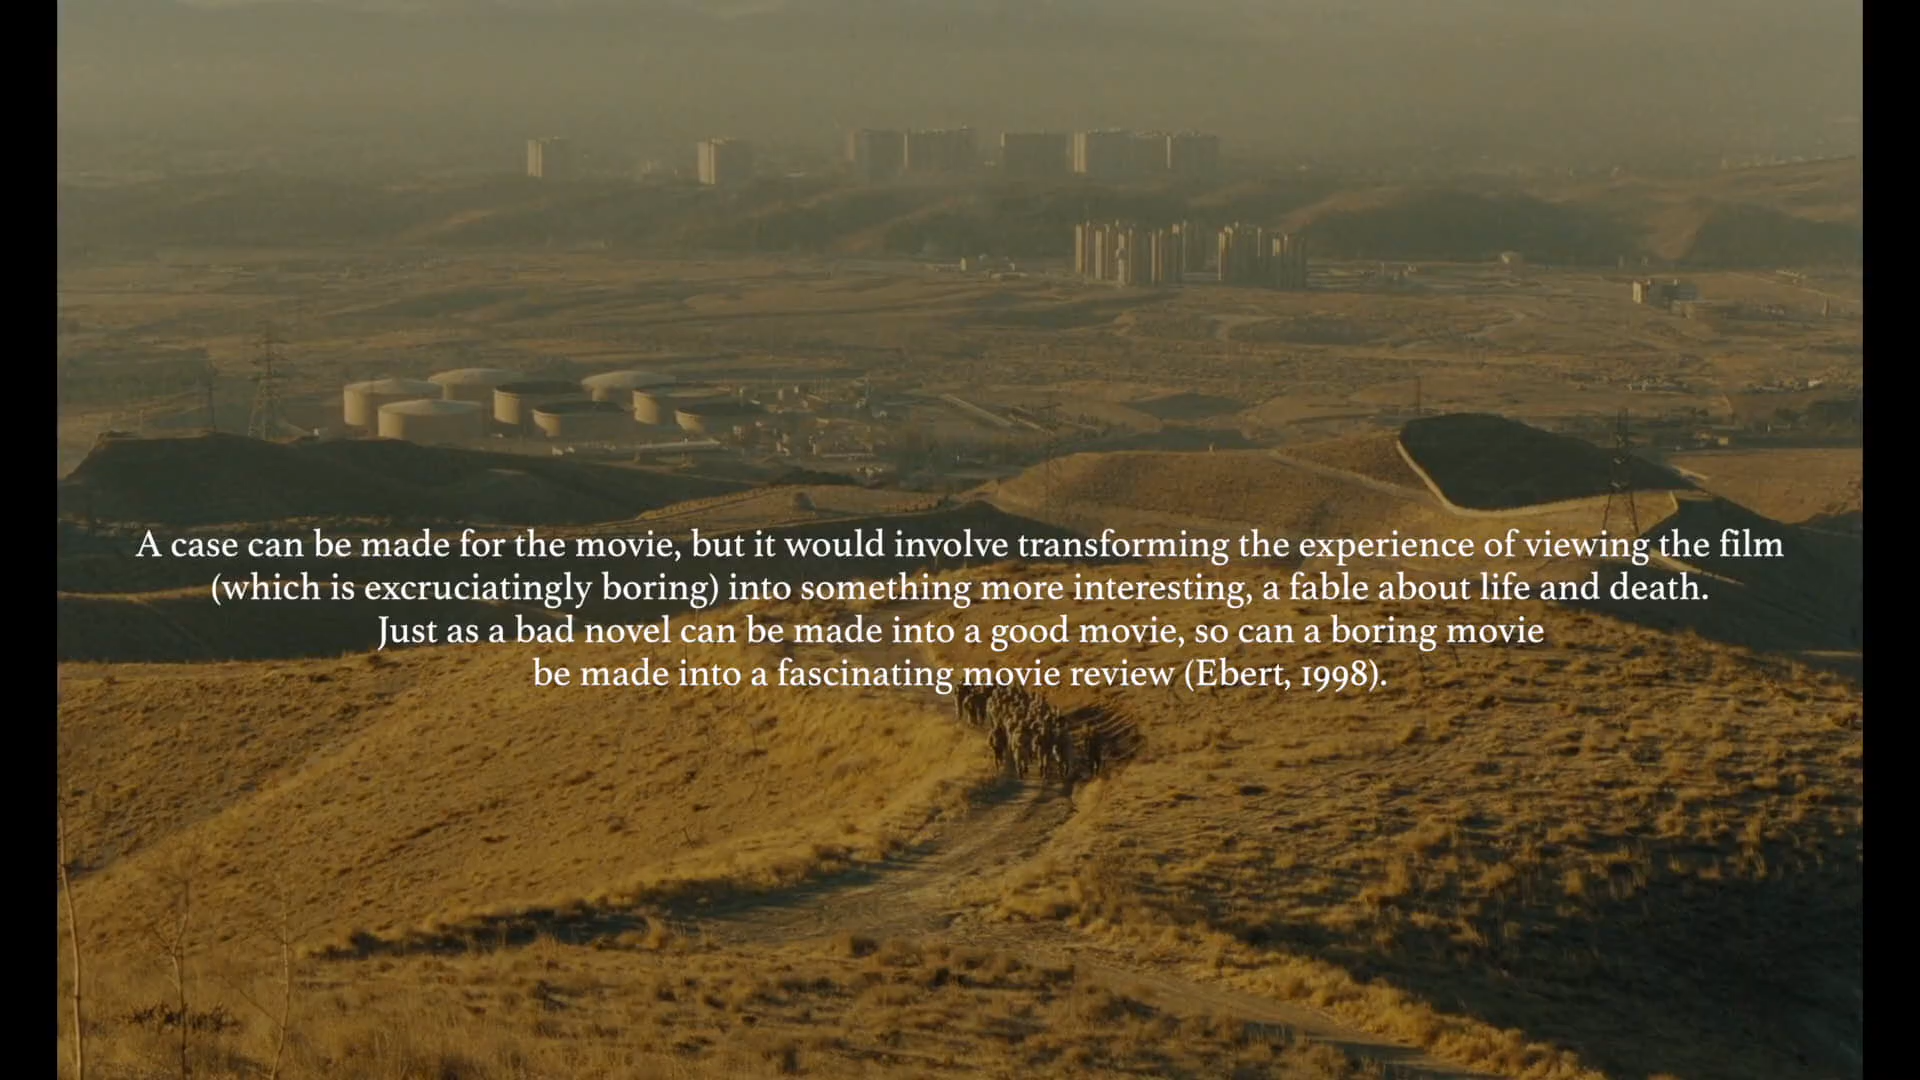 A case can be made for the movie, but it would involve transforming the experience of viewing the film
(which is excruciatingly boring) into something more interesting, a fable about life and death.
Just as a bad novel can be made into a good movie, so can a boring movie
be made into a fascinating movie review (Ebert, 1998).